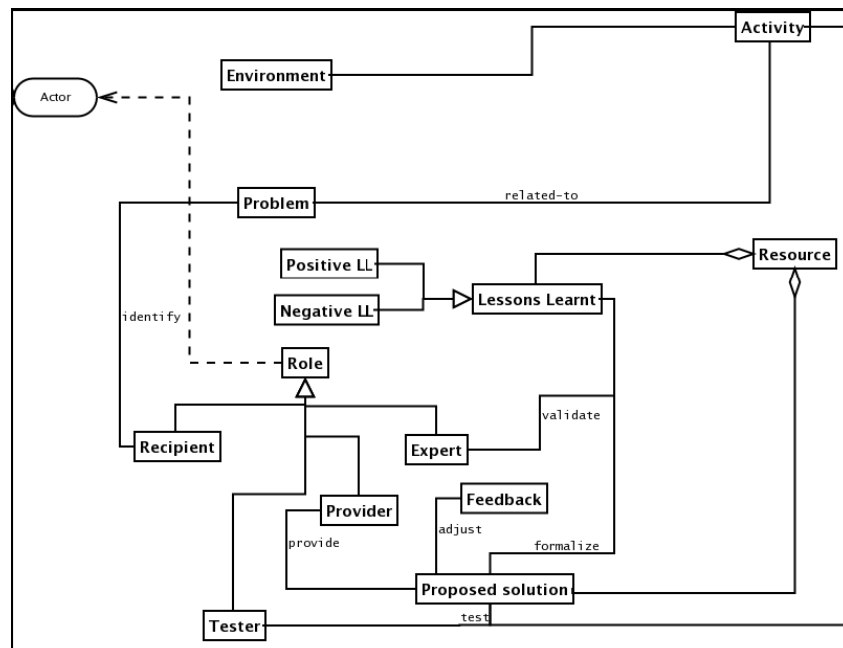 Activity
Environment
Actor
Problem
related-to
Resource
Positive LL
Lessons Learnt
Negative LL
identify
Role
validate
Recipient
Expert
Feedback
Provider
adjust
provide
formalize
Proposed solution
test
Tester